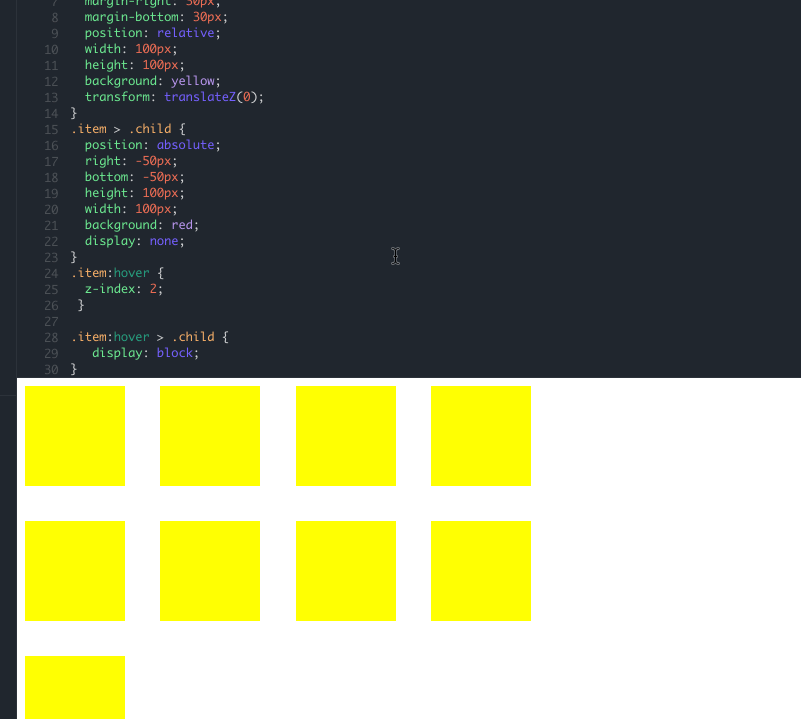 7 margin-right: 30px;
8 margin-bottom: 30px;
9 position: relative;
10 width: 100px;
11 height: 100px;
12 background: yellow;
13 transform: translateZ(0);
14 }
15 .item > .child {
16 position: absolute;
17 right: -50px;
18 bottom: -50px;
19 height: 100px;
20 width: 100px;
21 background: red;
22 display: none;
23 }
24 .item:hover {
25 z-index: 2;
26 }
27
28 .item:hover > .child {
29 display: block;
30 }